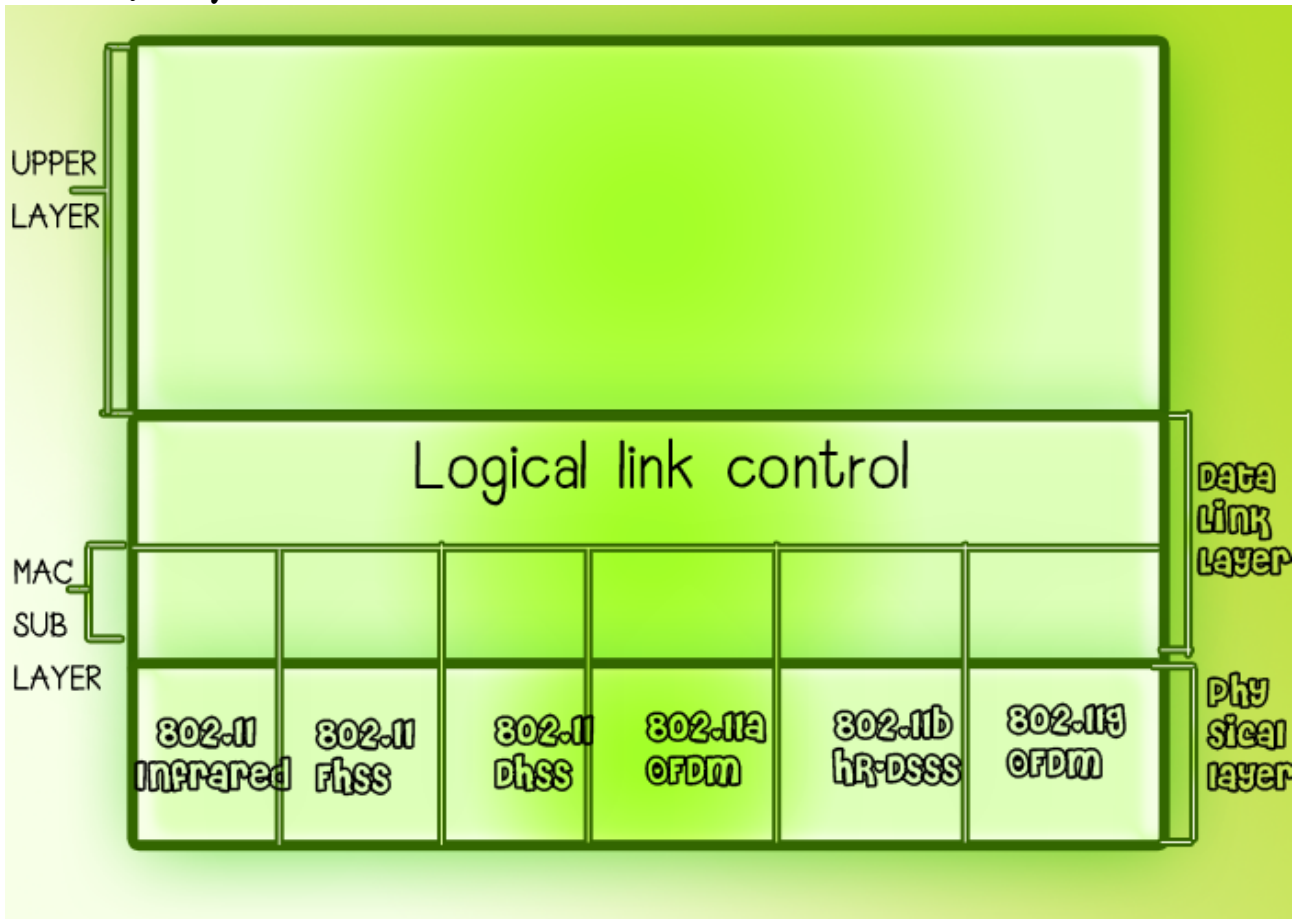 UPPER
LAYER
Logical link control
Data
Link
Layer
MAC
SUB
LAYER
Phy
sical
layer
802.11
Infrared
802.11
FhSS
802.11
DhSS
802.11a
OFDM
802.11b
hR-DSSS
802.11g
OFDM